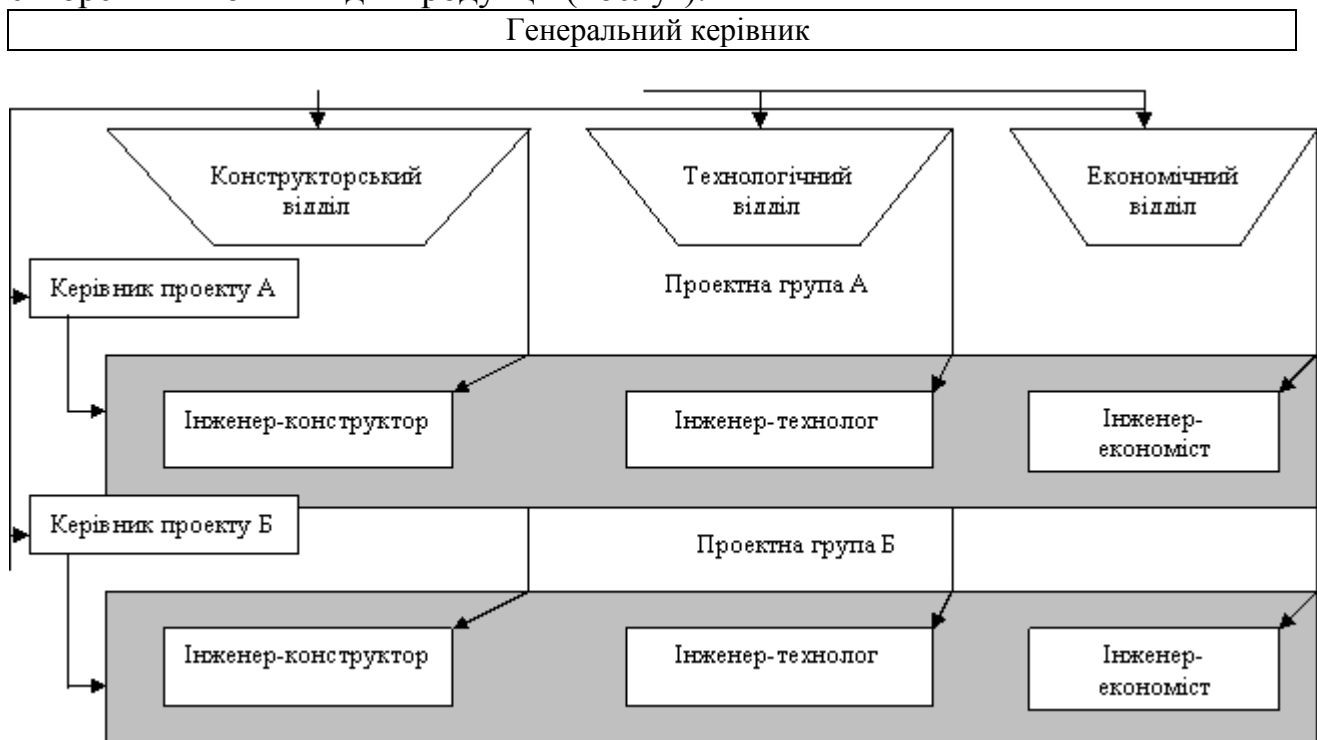 Генеральний керівник
Конструкторський
відділ
Технологічний
відділ
Економічний
відділ
Керівник проекту А
Проектна група А
Інженер-конструктор
Інженер-технолог
Інженер-
економіст
Керівник проекту Б
Проектна група Б
Інженер-конструктор
Інженер-технолог
Інженер-
економіст